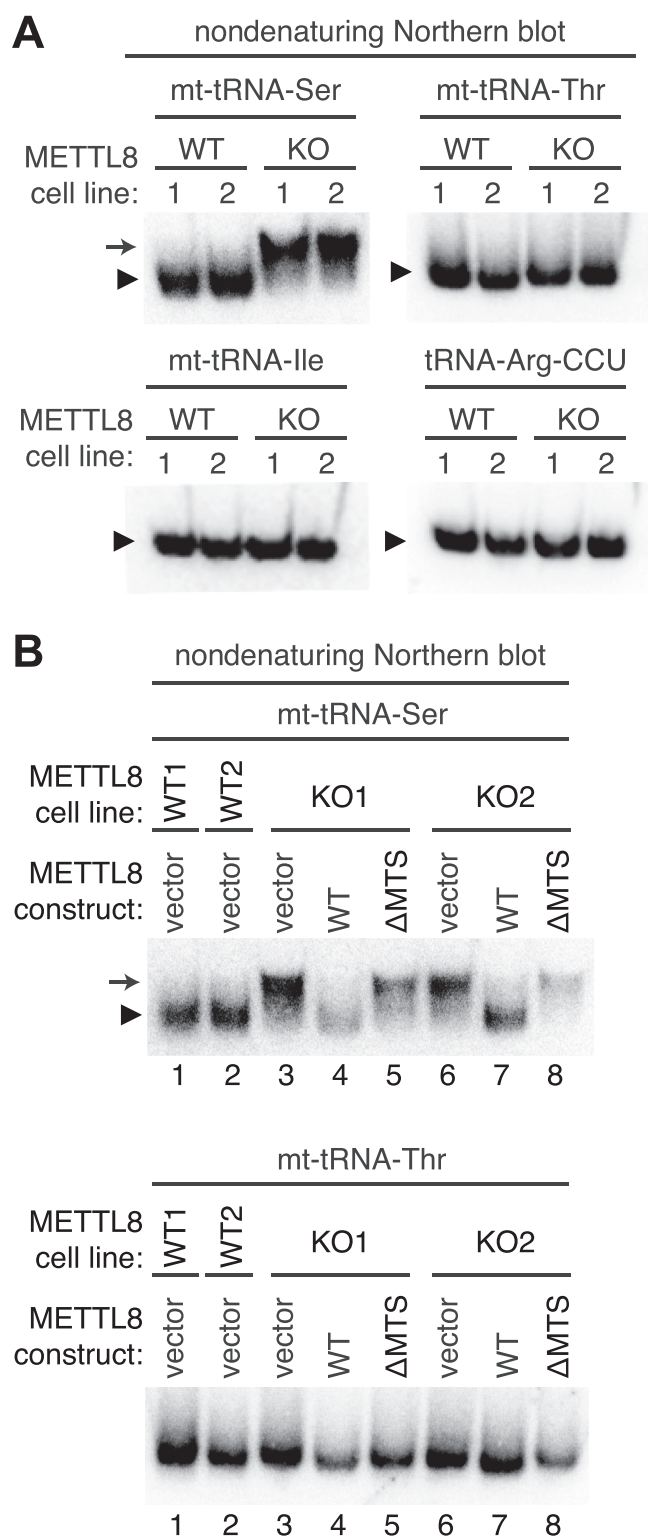 A
nondenaturing Northern blot
mt-tRNA-Ser mt-tRNA-Thr
METTL8 WT KO WT KO
cell line: 1 2 1 2 1 2 1 2
mt-tRNA-Ile tRNA-Arg-CCU
METTL8 WT KO WT KO
cell line: 1 2 1 2 1 2 1 2
B
nondenaturing Northern blot
mt-tRNA-Ser
METTL8 cell line: WT1 WT2 KO1 KO2
METTL8 construct: vector vector vector WT ΔMTS vector WT ΔMTS
1 2 3 4 5 6 7 8
mt-tRNA-Thr
METTL8 cell line: WT1 WT2 KO1 KO2
METTL8 construct: vector vector vector WT ΔMTS vector WT ΔMTS
1 2 3 4 5 6 7 8